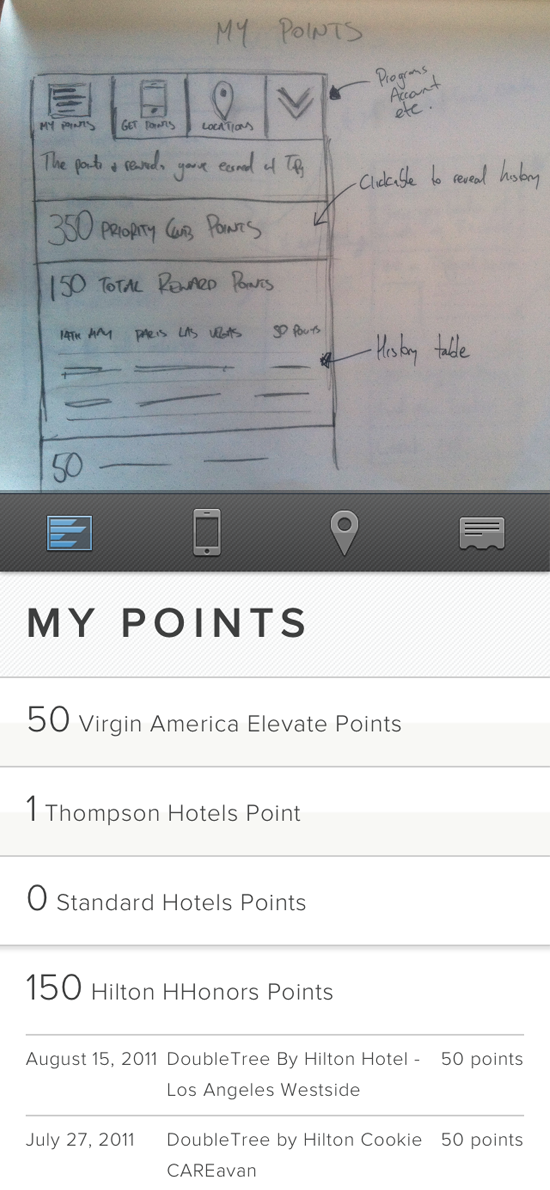 MY POINTS
Programs
Account
etc.
MY POINTS
GET POINTS
LOCATIONS
The points & rewards you've earned at
Clickable to reveal history
350 PRIORITY CLUB POINTS
150 TOTAL REWARD POINTS
14TH MAY PARIS LAS VEGAS 50 POINTS
History table
50
MY POINTS
50 Virgin America Elevate Points
1 Thompson Hotels Point
0 Standard Hotels Points
150 Hilton HHonors Points
August 15, 2011 DoubleTree By Hilton Hotel - 50 points
Los Angeles Westside
July 27, 2011 DoubleTree by Hilton Cookie 50 points
CAREavan